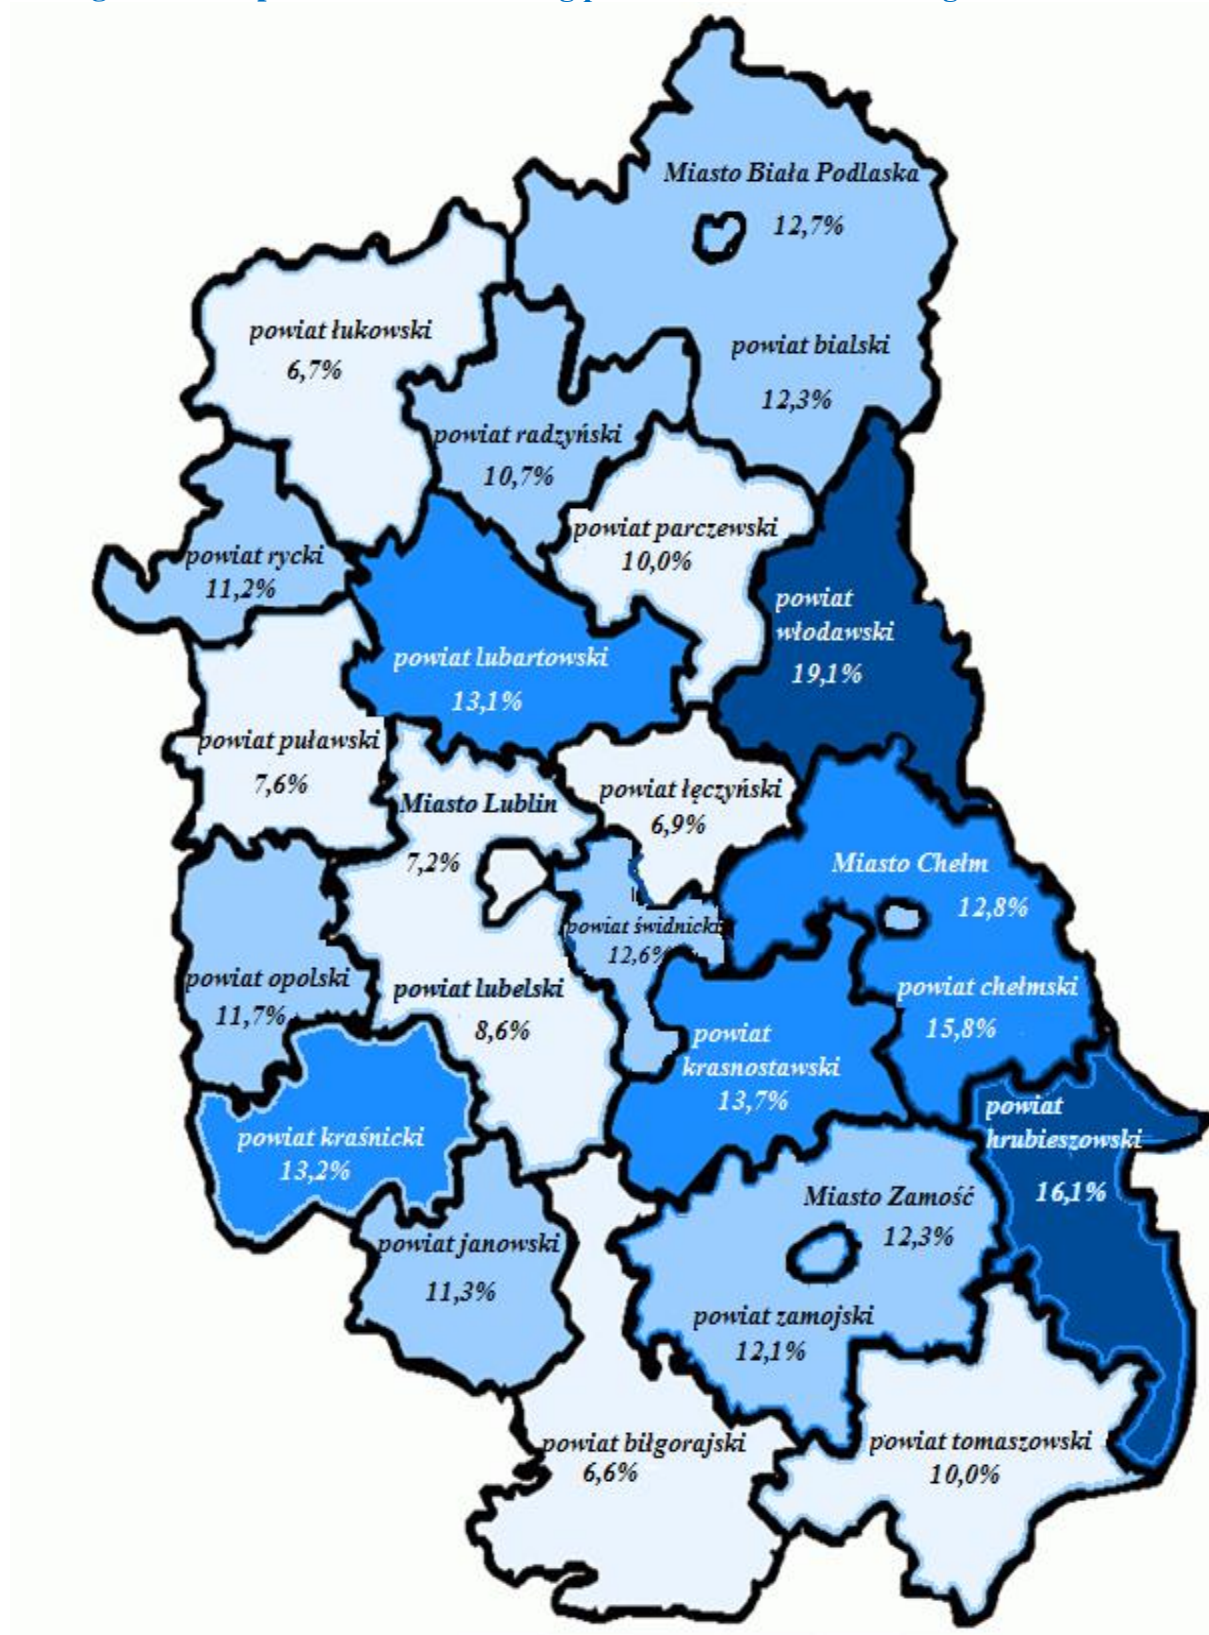 Miasto Biała Podlaska
12,7%
powiat łukowski
6,7%
powiat bialski
12,3%
powiat radzyński
10,7%
powiat parczewski
10,0%
powiat rycki
11,2%
powiat
włodawski
19,1%
powiat lubartowski
13,1%
powiat puławski
7,6%
Miasto Lublin
7,2%
powiat łęczyński
6,9%
Miasto Chełm
12,8%
powiat świdnicki
12,6%
powiat opolski
11,7%
powiat lubelski
8,6%
powiat chełmski
15,8%
powiat
krasnostawski
13,7%
powiat
hrubieszowski
16,1%
powiat kraśnicki
13,2%
Miasto Zamość
12,3%
powiat janowski
11,3%
powiat zamojski
12,1%
powiat biłgorajski
6,6%
powiat tomaszowski
10,0%